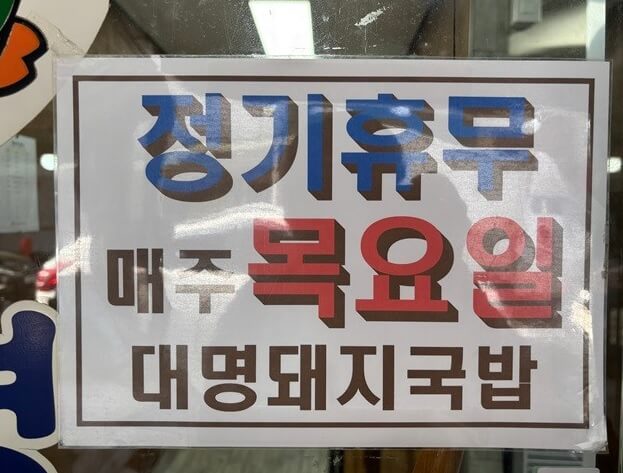 정기휴무
매주 목요일
대명돼지국밥